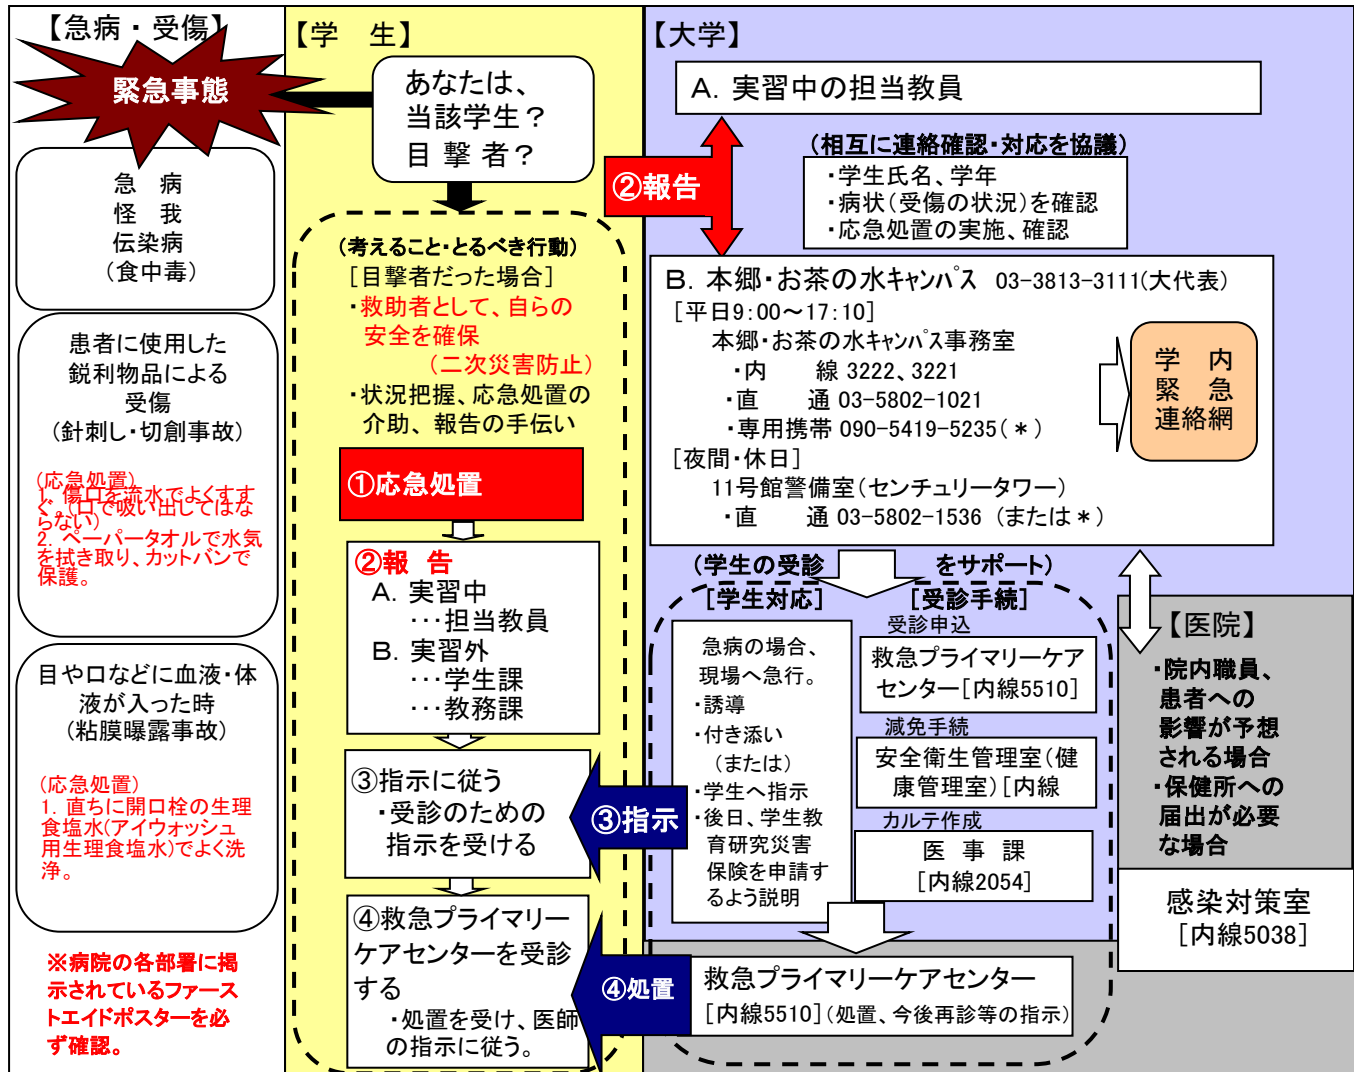 【急病・受傷】
緊急事態
急　病
怪　我
伝染病
(食中毒)
患者に使用した
鋭利物品による
受傷
(針刺し・切創事故)
(応急処置)
1. 傷口を流水でよくすす
ぐ。(口で吸い出してはな
らない)
2. ペーパータオルで水気
を拭き取り、カットバンで
保護。
目や口などに血液・体
液が入った時
(粘膜曝露事故)
(応急処置)
1. 直ちに開口栓の生理
食塩水(アイウォッシュ
用生理食塩水)でよく洗
浄。
※病院の各部署に掲
示されているファース
トエイドポスターを必
ず確認。
【学　生】
あなたは、
当該学生？
目 撃 者？
(考えること・とるべき行動)
[目撃者だった場合]
・救助者として、自らの
安全を確保
(二次災害防止)
・状況把握、応急処置の
介助、報告の手伝い
①応急処置
②報 告
A. 実習中
…担当教員
B. 実習外
…学生課
…教務課
③指示に従う
・受診のための
指示を受ける
④救急プライマリー
ケアセンターを受診
する
・処置を受け、医師
の指示に従う。
【大学】
A. 実習中の担当教員
②報告
(相互に連絡確認・対応を協議)
・学生氏名、学年
・病状(受傷の状況)を確認
・応急処置の実施、確認
B. 本郷・お茶の水キャンパス 03-3813-3111(大代表)
[平日9:00～17:10]
本郷・お茶の水キャンパス事務室
・内　　線 3222、3221
・直　　通 03-5802-1021
・専用携帯 090-5419-5235(＊)
[夜間・休日]
11号館警備室(センチュリータワー)
・直　　通 03-5802-1536 (または＊)
学　内
緊　急
連絡網
(学生の受診　をサポート)
[学生対応]
急病の場合、
現場へ急行。
・誘導
・付き添い
(または)
・学生へ指示
・後日、学生教
育研究災害
保険を申請す
るよう説明
[受診手続]
受診申込
救急プライマリーケア
センター[内線5510]
減免手続
安全衛生管理室(健
康管理室)[内線
カルテ作成
医 事 課
[内線2054]
③指示
④処置
救急プライマリーケアセンター
[内線5510](処置、今後再診等の指示)
【医院】
・院内職員、
患者への
影響が予想
される場合
・保健所への
届出が必要
な場合
感染対策室
[内線5038]